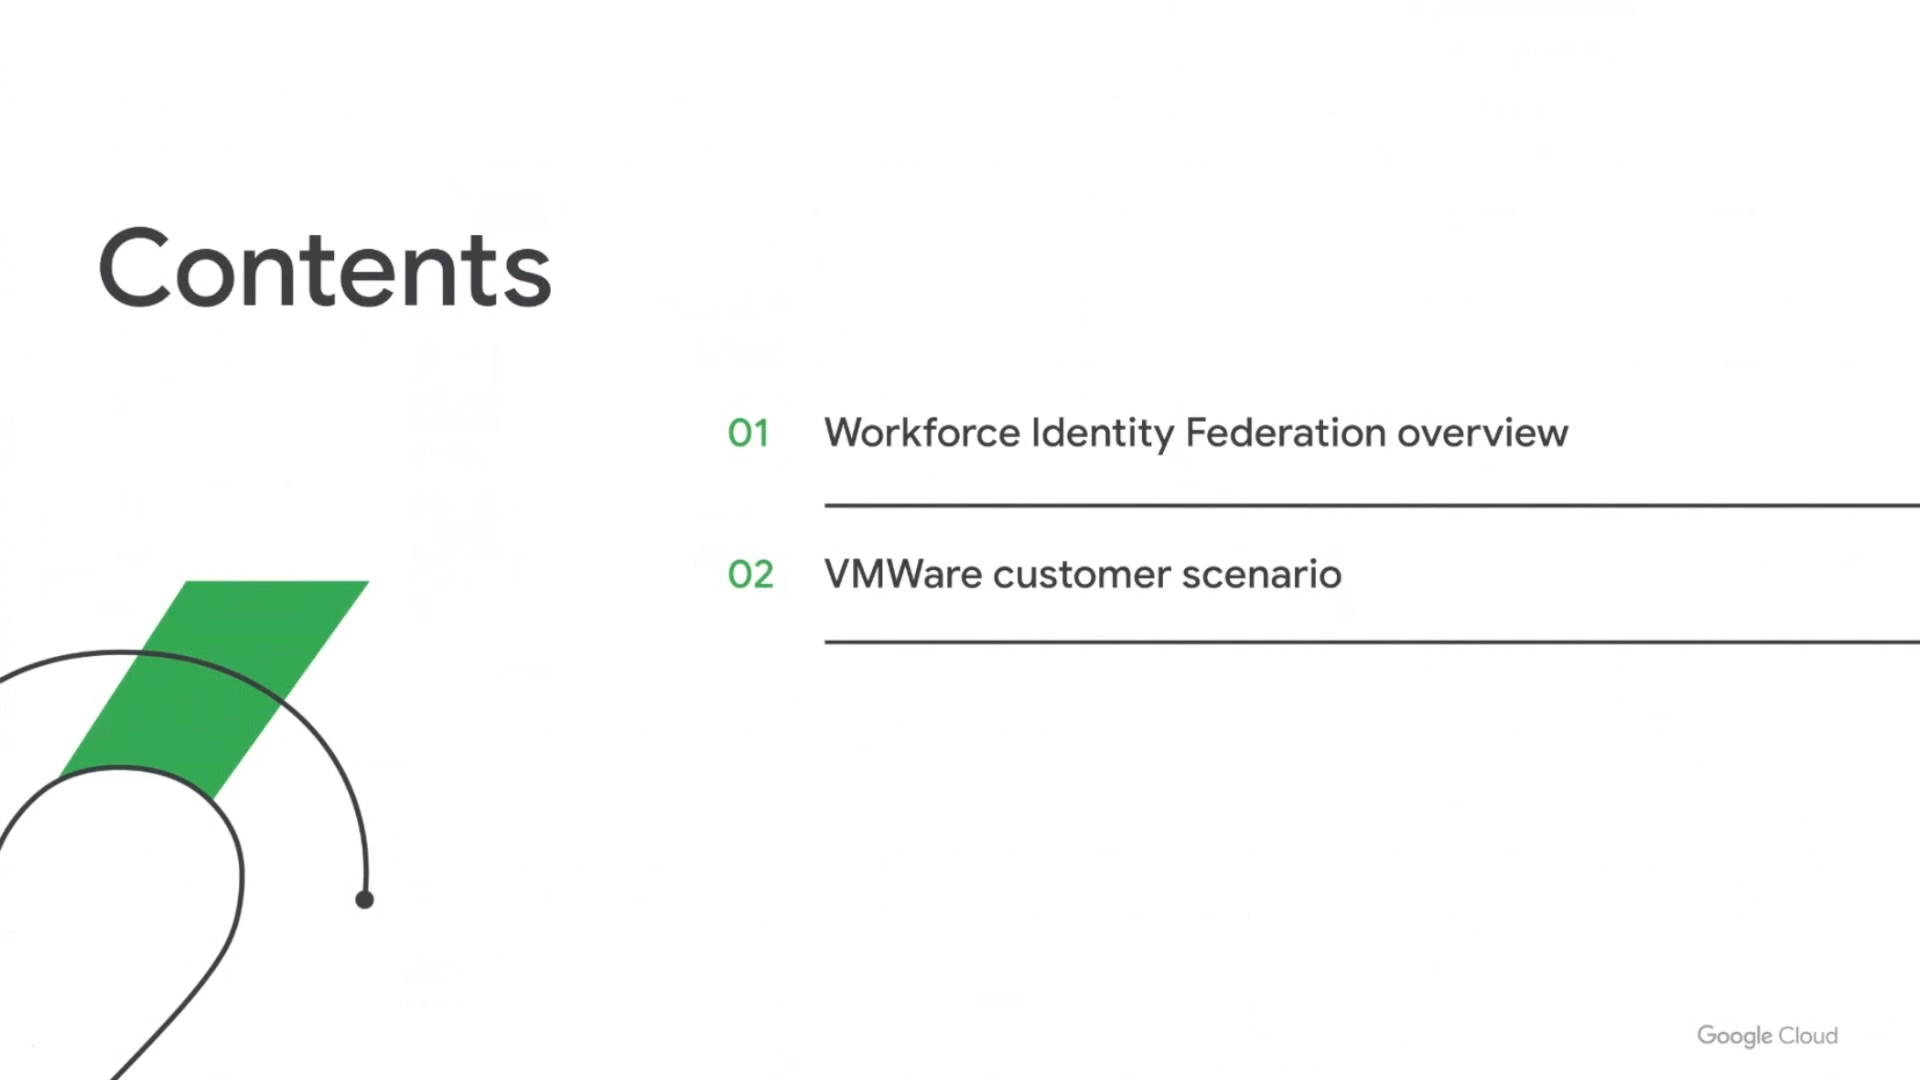 Contents
01 Workforce Identity Federation overview
02 VMWare customer scenario
Google Cloud